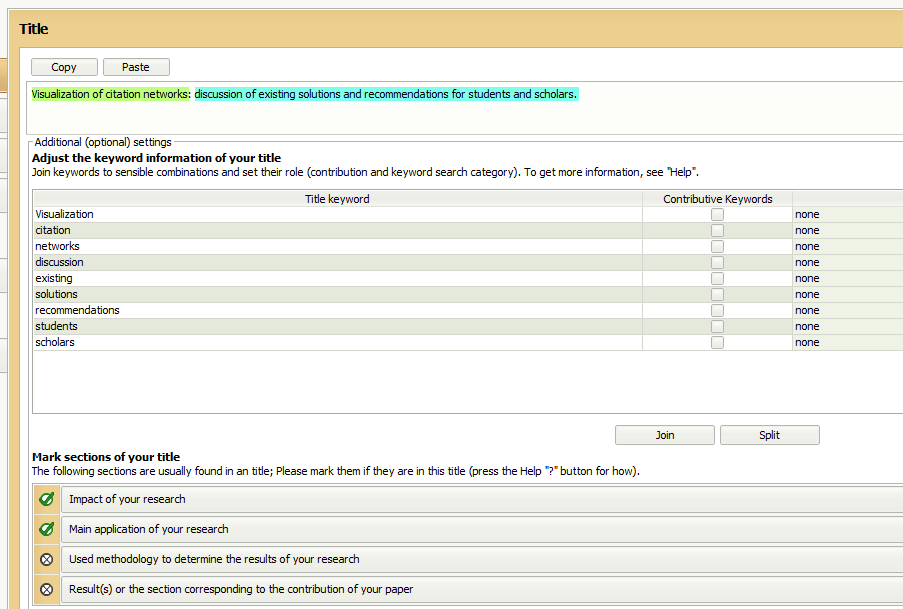 Title
Copy Paste
Visualization of citation networks: discussion of existing solutions and recommendations for students and scholars.
Additional (optional) settings
Adjust the keyword information of your title
Join keywords to sensible combinations and set their role (contribution and keyword search category). To get more information, see "Help".
Title keyword Contributive Keywords
Visualization none
citation none
networks none
discussion none
existing none
solutions none
recommendations none
students none
scholars none
Join Split
Mark sections of your title
The following sections are usually found in an title; Please mark them if they are in this title (press the Help "?" button for how).
Impact of your research
Main application of your research
Used methodology to determine the results of your research
Result(s) or the section corresponding to the contribution of your paper